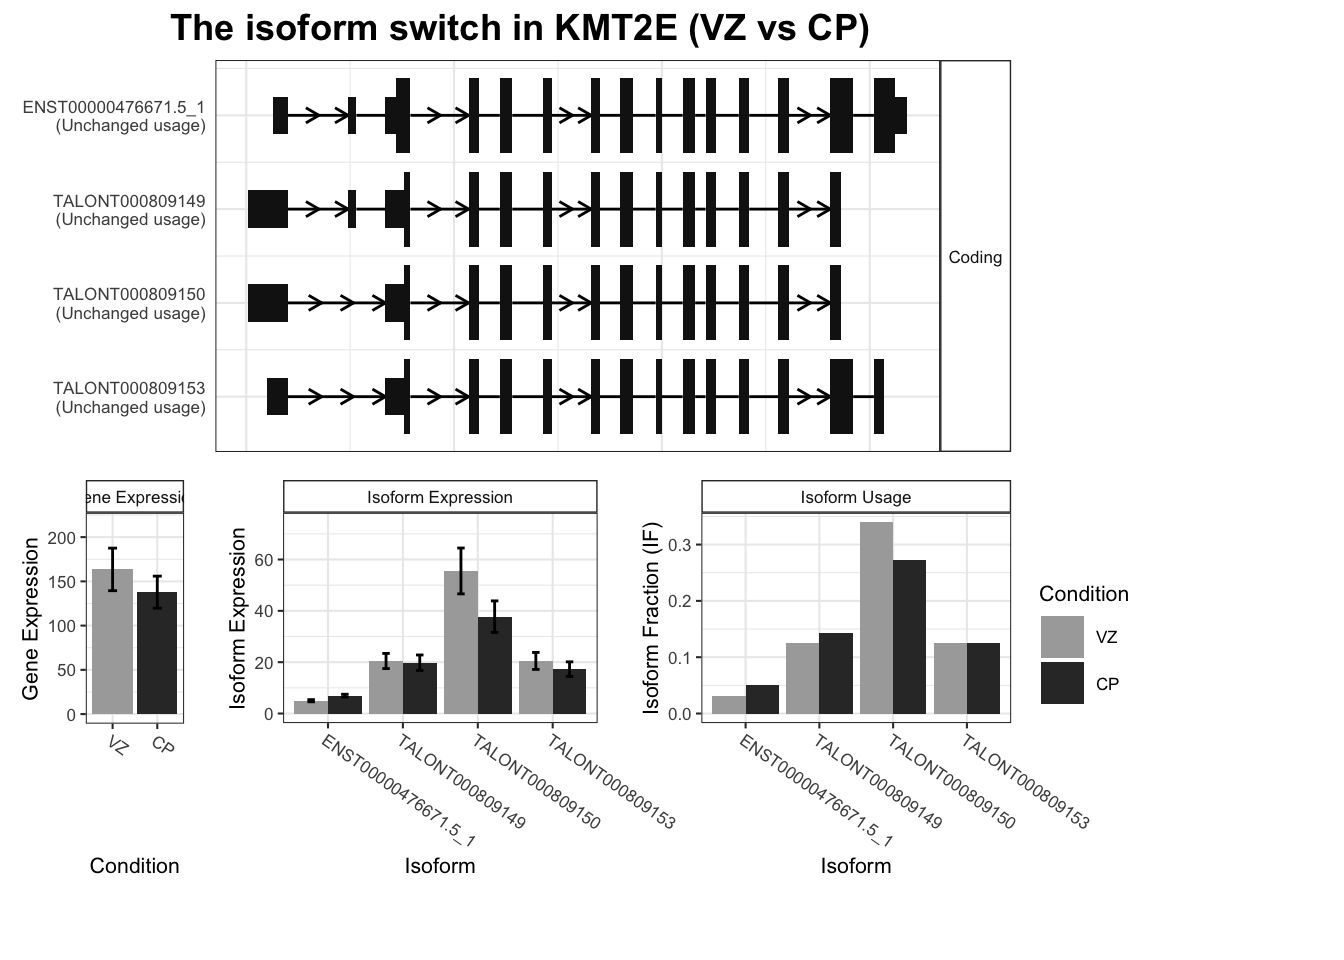 The isoform switch in KMT2E (VZ vs CP)
ENST00000476671.5_1
(Unchanged usage)
TALONT000809149
(Unchanged usage)
TALONT000809150
(Unchanged usage)
TALONT000809153
(Unchanged usage)
Coding
ene Expressi
Gene Expression
200
150
100
50
0
VZ
CP
Condition
Isoform Expression
Isoform Expression
60
40
20
0
ENST00000476671.5_1
TALONT000809149
TALONT000809150
TALONT000809153
Isoform
Isoform Usage
Isoform Fraction (IF)
0.3
0.2
0.1
0.0
ENST00000476671.5_1
TALONT000809149
TALONT000809150
TALONT000809153
Isoform
Condition
VZ
CP